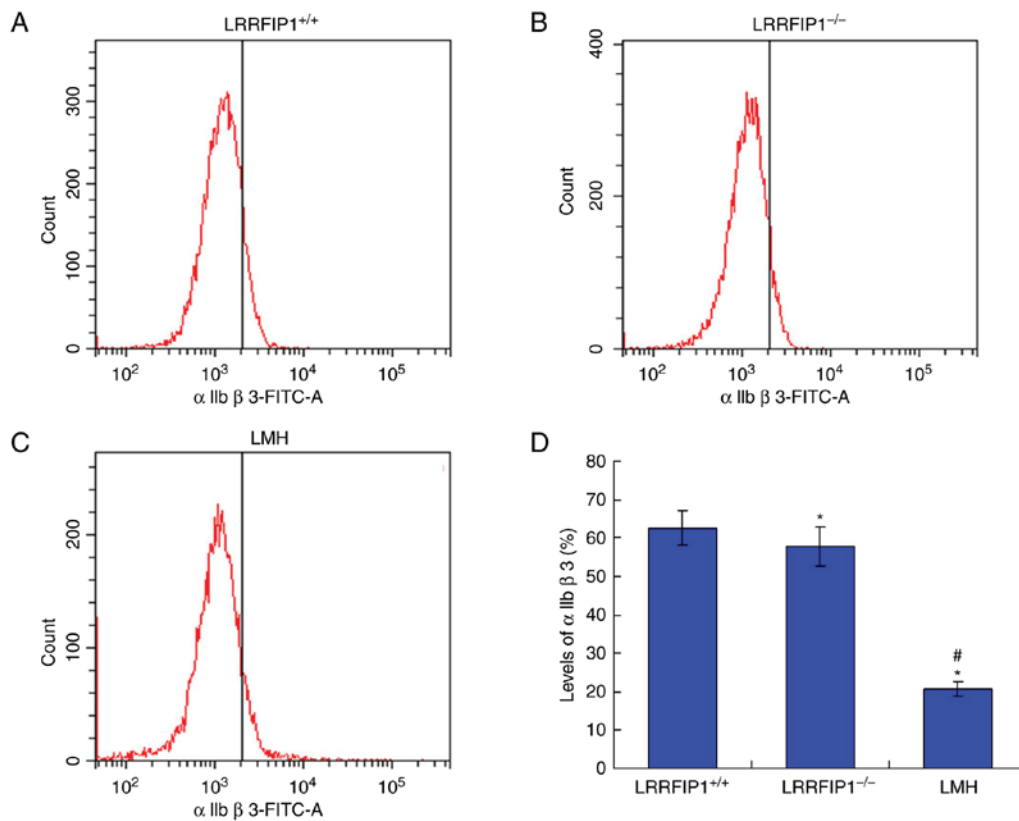 A
LRRFIP1+/+
Count
300
200
100
0
10²
10³
10⁴
10⁵
α IIb β 3-FITC-A
B
LRRFIP1−/−
Count
400
200
0
10²
10³
10⁴
10⁵
α IIb β 3-FITC-A
C
LMH
Count
200
100
0
10²
10³
10⁴
10⁵
α IIb β 3-FITC-A
D
Levels of α IIb β 3 (%)
80
70
60
50
40
30
20
10
0
*
#
*
LRRFIP1+/+
LRRFIP1−/−
LMH